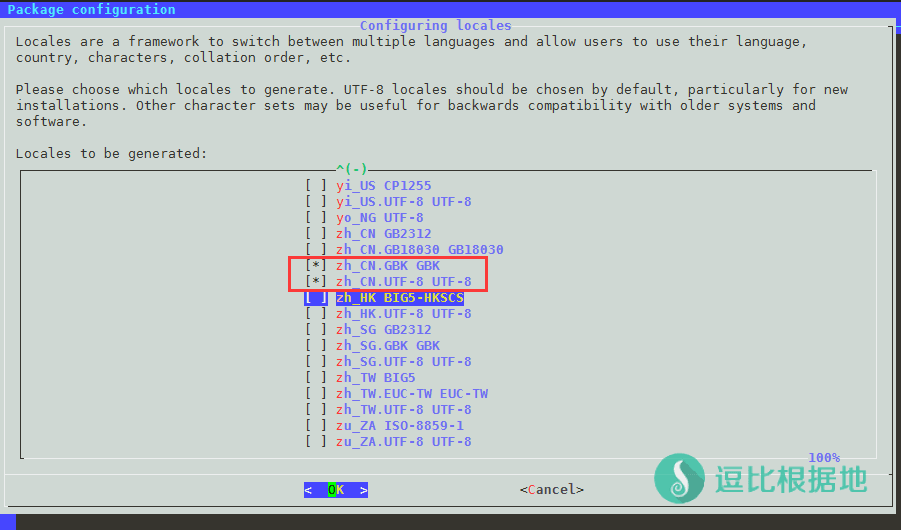 Package configuration
Configuring locales
Locales are a framework to switch between multiple languages and allow users to use their language,
country, characters, collation order, etc.
Please choose which locales to generate. UTF-8 locales should be chosen by default, particularly for new
installations. Other character sets may be useful for backwards compatibility with older systems and
software.
Locales to be generated:
^(-)
[ ] yi_US CP1255
[ ] yi_US.UTF-8 UTF-8
[ ] yo_NG UTF-8
[ ] zh_CN GB2312
[ ] zh_CN.GB18030 GB18030
[*] zh_CN.GBK GBK
[*] zh_CN.UTF-8 UTF-8
[ ] zh_HK BIG5-HKSCS
[ ] zh_HK.UTF-8 UTF-8
[ ] zh_SG GB2312
[ ] zh_SG.GBK GBK
[ ] zh_SG.UTF-8 UTF-8
[ ] zh_TW BIG5
[ ] zh_TW.EUC-TW EUC-TW
[ ] zh_TW.UTF-8 UTF-8
[ ] zu_ZA ISO-8859-1
[ ] zu_ZA.UTF-8 UTF-8
100%
< OK > <Cancel>
逗比根据地